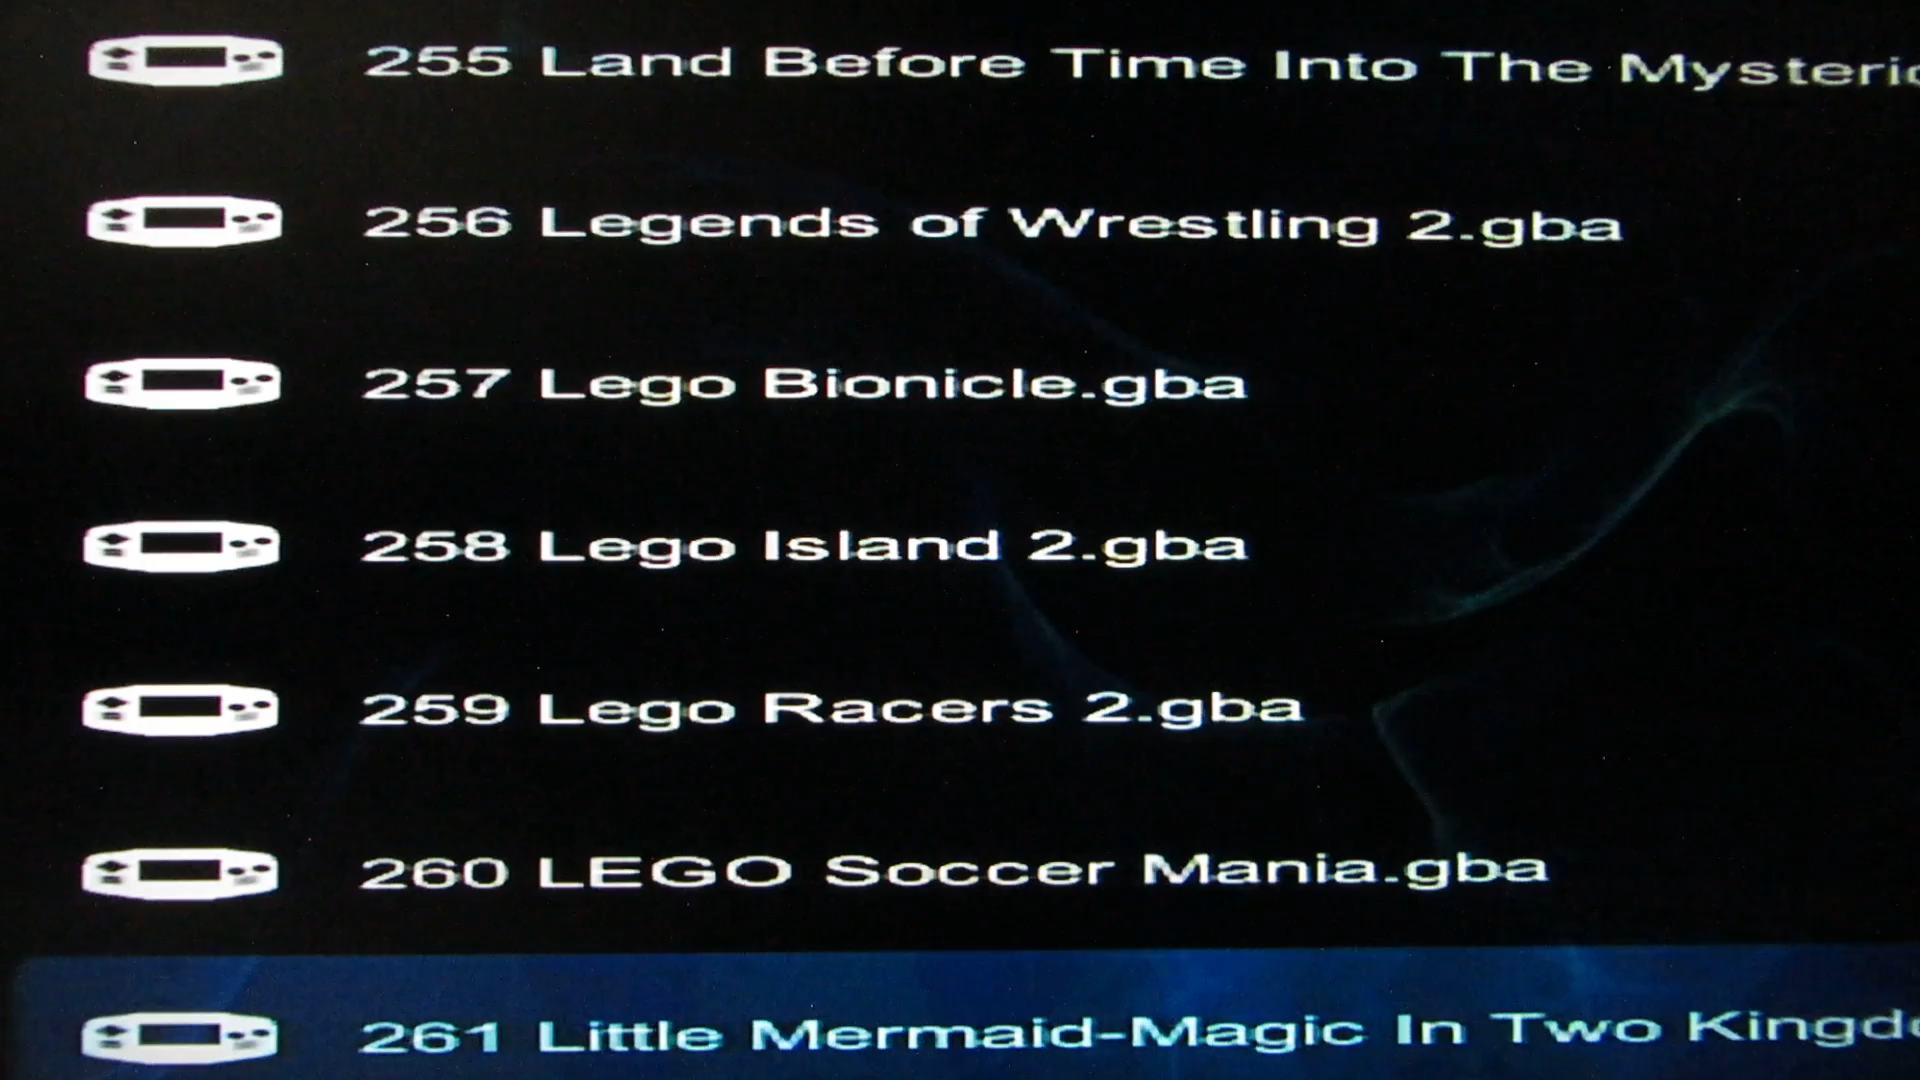 255 Land Before Time Into The
256 Legends of Wrestling 2.gba
257 Lego Bionicle.gba
258 Lego Island 2.gba
259 Lego Racers 2.gba
260 LEGO Soccer Mania.gba
261 Little Mermaid-Magic In Two